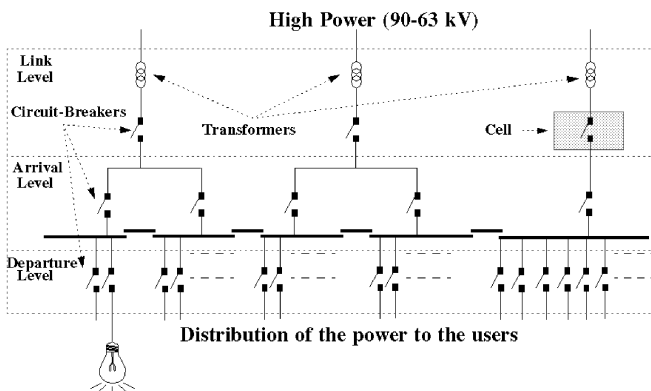 High Power (90-63 kV)
Link
Level
Circuit-Breakers
Transformers
Cell
Arrival
Level
Departure
Level
Distribution of the power to the users